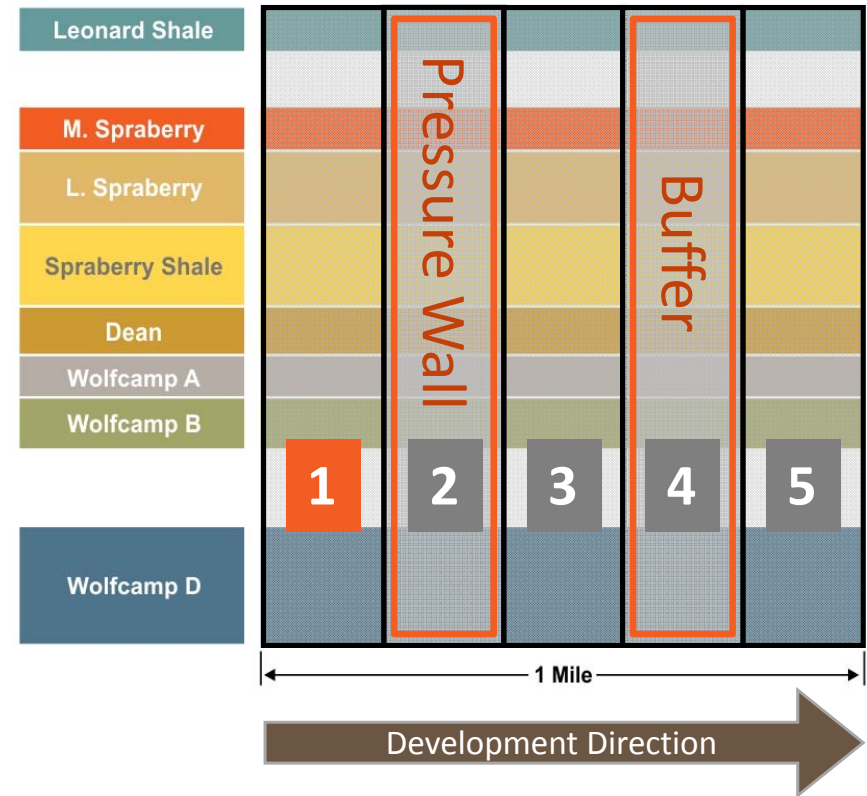 Leonard Shale
M. Spraberry
L. Spraberry
Spraberry Shale
Dean
Wolfcamp A
Wolfcamp B
Wolfcamp D
Pressure Wall
Buffer
1
2
3
4
5
1 Mile
Development Direction